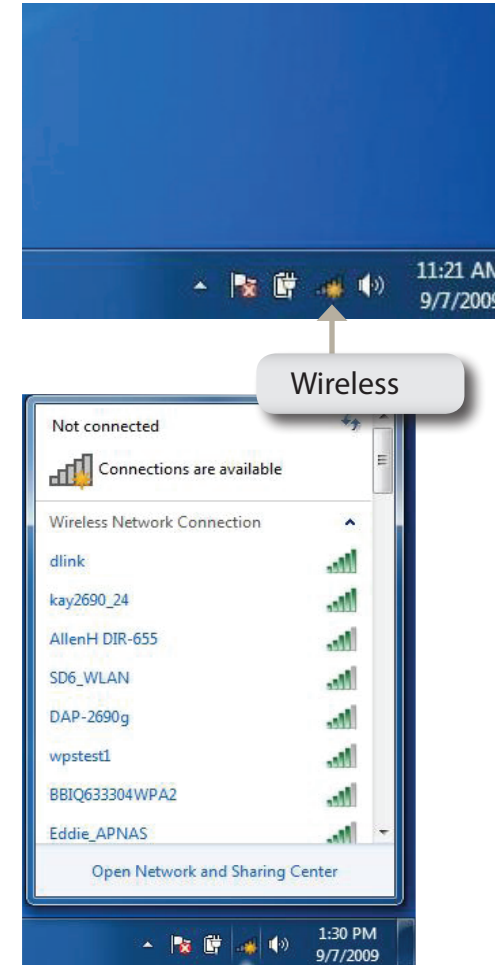 11:21 AM
9/7/2009
Wireless
Not connected
Connections are available
Wireless Network Connection
dlink
kay2690_24
AllenH DIR-655
SD6_WLAN
DAP-2690g
wpstest1
BBIQ633304WPA2
Eddie_APNAS
Open Network and Sharing Center
1:30 PM
9/7/2009